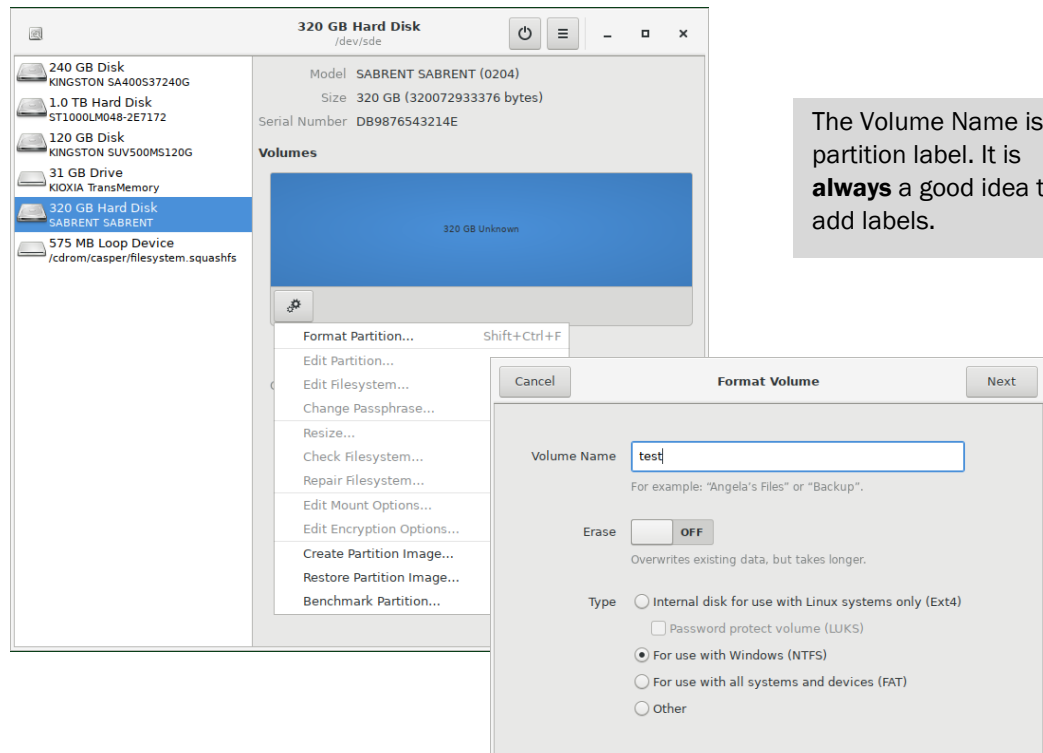 320 GB Hard Disk
/dev/sde
240 GB Disk
KINGSTON SA400S37240G
1.0 TB Hard Disk
ST1000LM048-2E7172
120 GB Disk
KINGSTON SUV500MS120G
31 GB Drive
KIOXIA TransMemory
320 GB Hard Disk
SABRENT SABRENT
575 MB Loop Device
/cdrom/casper/filesystem.squashfs
Model SABRENT SABRENT (0204)
Size 320 GB (320072933376 bytes)
Serial Number DB9876543214E
Volumes
320 GB Unknown
Format Partition... Shift+Ctrl+F
Edit Partition...
Edit Filesystem...
Change Passphrase...
Resize...
Check Filesystem...
Repair Filesystem...
Edit Mount Options...
Edit Encryption Options...
Create Partition Image...
Restore Partition Image...
Benchmark Partition...
The Volume Name is
partition label. It is
always a good idea t
add labels.
Cancel Format Volume Next
Volume Name test
For example: “Angela's Files” or “Backup”.
Erase OFF
Overwrites existing data, but takes longer.
Type Internal disk for use with Linux systems only (Ext4)
Password protect volume (LUKS)
For use with Windows (NTFS)
For use with all systems and devices (FAT)
Other